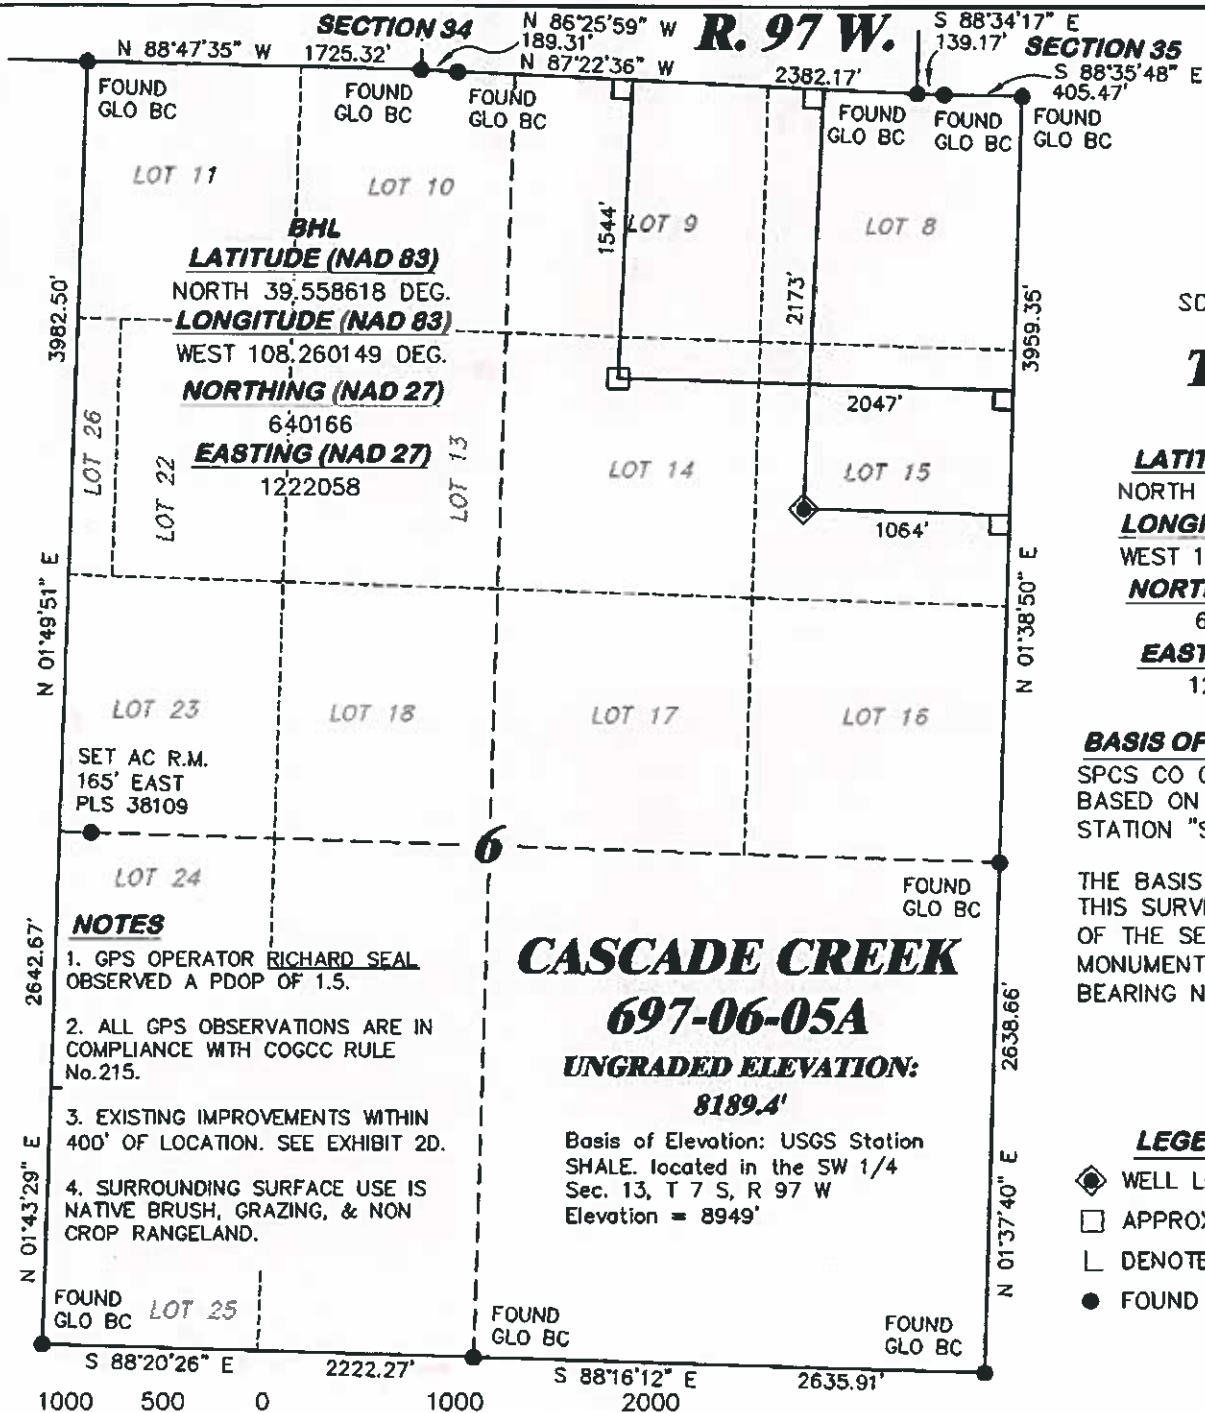 SECTION 34
N 86°25'59" W
189.31'
R. 97 W.
S 88°34'17" E
139.17'
SECTION 35
N 88°47'35" W
1725.32'
N 87°22'36" W
2382.17'
S 88°35'48" E
405.47'
FOUND
GLO BC
FOUND
GLO BC
FOUND
GLO BC
FOUND
GLO BC
FOUND
GLO BC
FOUND
GLO BC
LOT 11
LOT 10
LOT 9
LOT 8
1544'
2173'
3982.50'
3959.35'
BHL
LATITUDE (NAD 83)
NORTH 39.558618 DEG.
LONGITUDE (NAD 83)
WEST 108.260149 DEG.
NORTHING (NAD 27)
640166
EASTING (NAD 27)
1222058
2047'
1064'
LOT 26
LOT 22
LOT 13
LOT 14
LOT 15
N 01°49'51" E
N 01°38'50" E
LOT 23
LOT 18
LOT 17
LOT 16
SET AC R.M.
165' EAST
PLS 38109
6
LOT 24
FOUND
GLO BC
NOTES
1. GPS OPERATOR RICHARD SEAL
OBSERVED A PDOP OF 1.5.
2. ALL GPS OBSERVATIONS ARE IN
COMPLIANCE WITH COGCC RULE
No.215.
3. EXISTING IMPROVEMENTS WITHIN
400' OF LOCATION. SEE EXHIBIT 2D.
4. SURROUNDING SURFACE USE IS
NATIVE BRUSH, GRAZING, & NON
CROP RANGELAND.
2642.67'
N 01°43'29" E
CASCADE CREEK
697-06-05A
UNGRADED ELEVATION:
8189.4'
Basis of Elevation: USGS Station
SHALE. located in the SW 1/4
Sec. 13, T 7 S, R 97 W
Elevation = 8949'
2638.66'
N 01°37'40" E
FOUND
GLO BC
LOT 25
FOUND
GLO BC
FOUND
GLO BC
S 88°20'26" E
2222.27'
S 88°16'12" E
2635.91'
1000 500 0 1000 2000
SC
T
LATIT
NORTH
LONGI
WEST 1
NORT
6
EAST
12
BASIS OF
SPCS CO C
BASED ON
STATION "S
THE BASIS
THIS SURVE
OF THE SE
MONUMENT
BEARING N
LEGE
WELL L
APPROX
DENOTE
FOUND